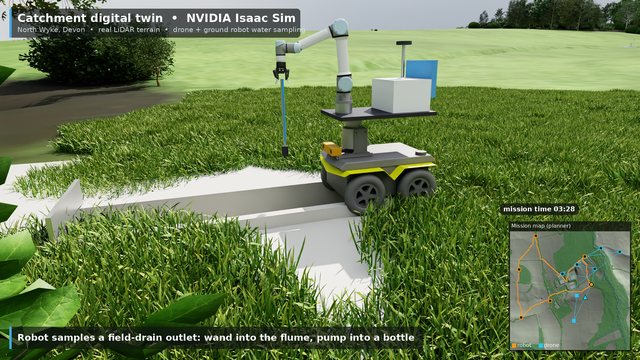 Catchment digital twin • NVIDIA Isaac Sim
North Wyke, Devon • real LiDAR terrain • drone + ground robot water sampling
mission time 03:28
Mission map (planner)
robot drone
Robot samples a field-drain outlet: wand into the flume, pump into a bottle